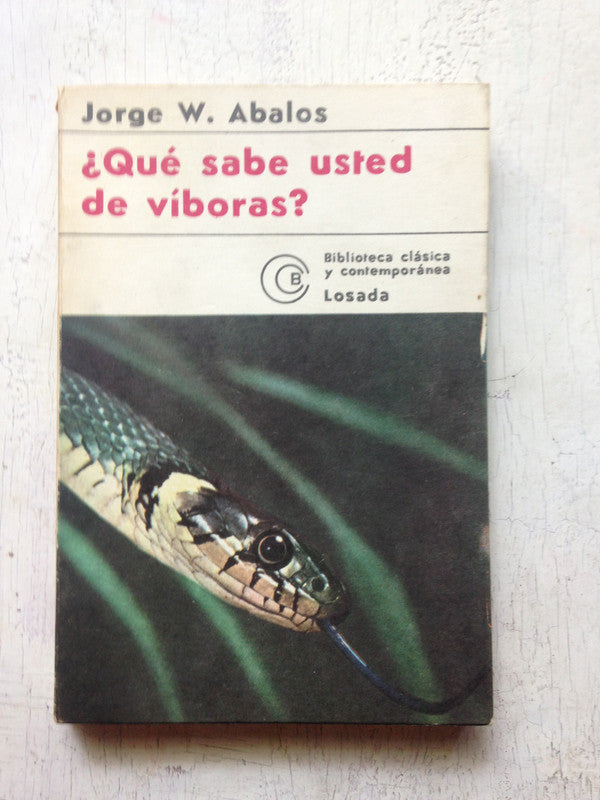 Jorge W. Abalos
¿Qué sabe usted
de víboras?
Biblioteca clásica
y contemporánea
Losada
B